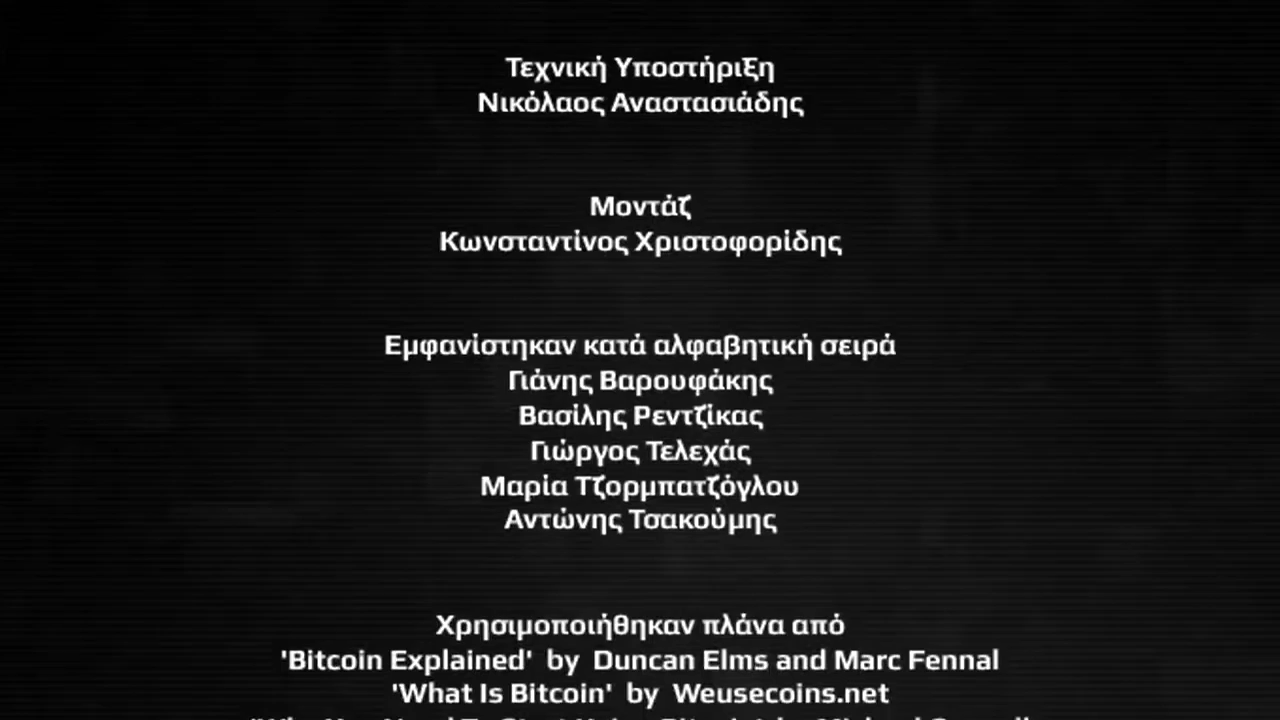 Τεχνική Υποστήριξη
Νικόλαος Αναστασιάδης
Μοντάζ
Κωνσταντίνος Χριστοφορίδης
Εμφανίστηκαν κατά αλφαβητική σειρά
Γιάνης Βαρουφάκης
Βασίλης Ρεντζίκας
Γιώργος Τελεχάς
Μαρία Τζορμπατζόγλου
Αντώνης Τσακούμης
Χρησιμοποιήθηκαν πλάνα από
'Bitcoin Explained' by Duncan Elms and Marc Fennal
'What Is Bitcoin' by Weusecoins.net